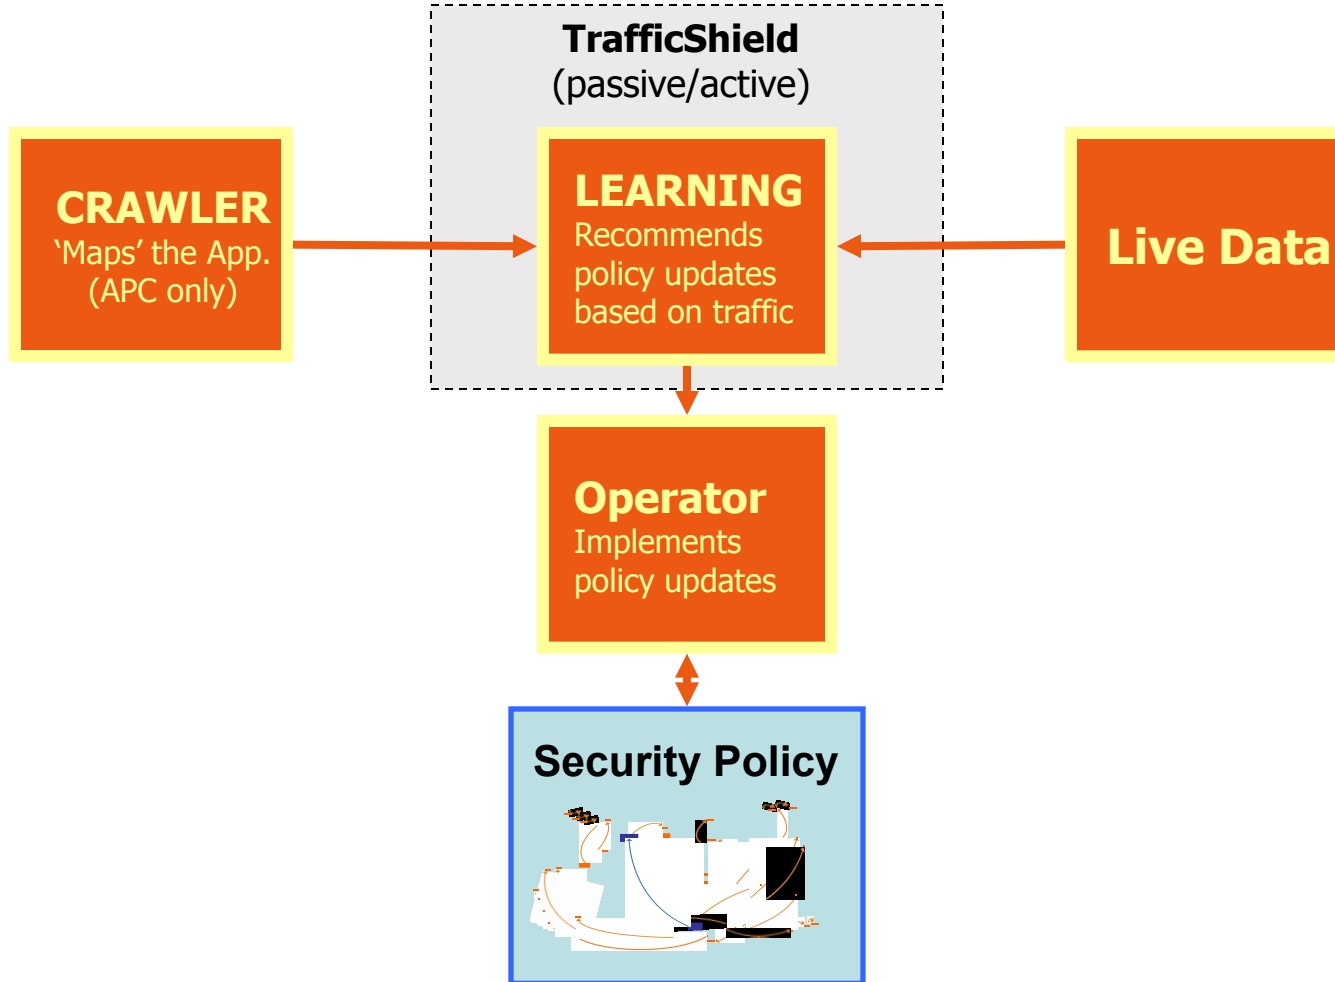 TrafficShield
(passive/active)
CRAWLER
‘Maps’ the App.
(APC only)
LEARNING
Recommends
policy updates
based on traffic
Live Data
Operator
Implements
policy updates
Security Policy